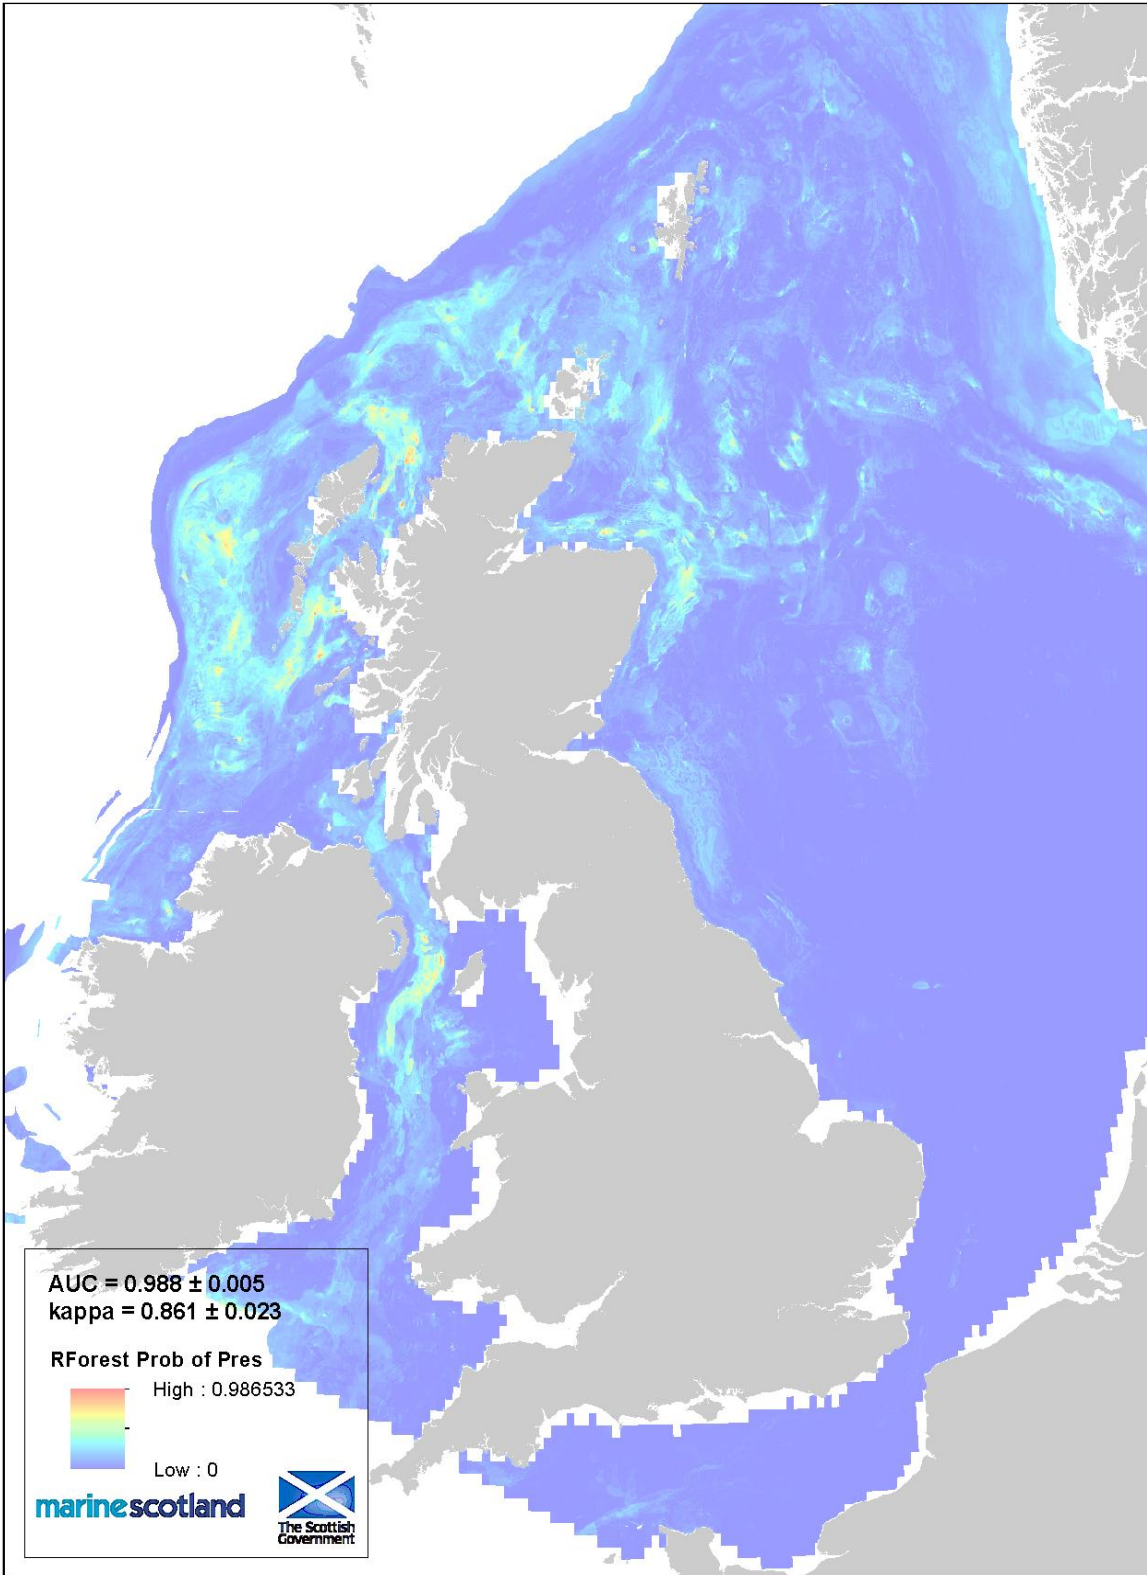 AUC = 0.988 ± 0.005
kappa = 0.861 ± 0.023
RForest Prob of Pres
High : 0.986533
Low : 0
marinescotland
The Scottish
Government